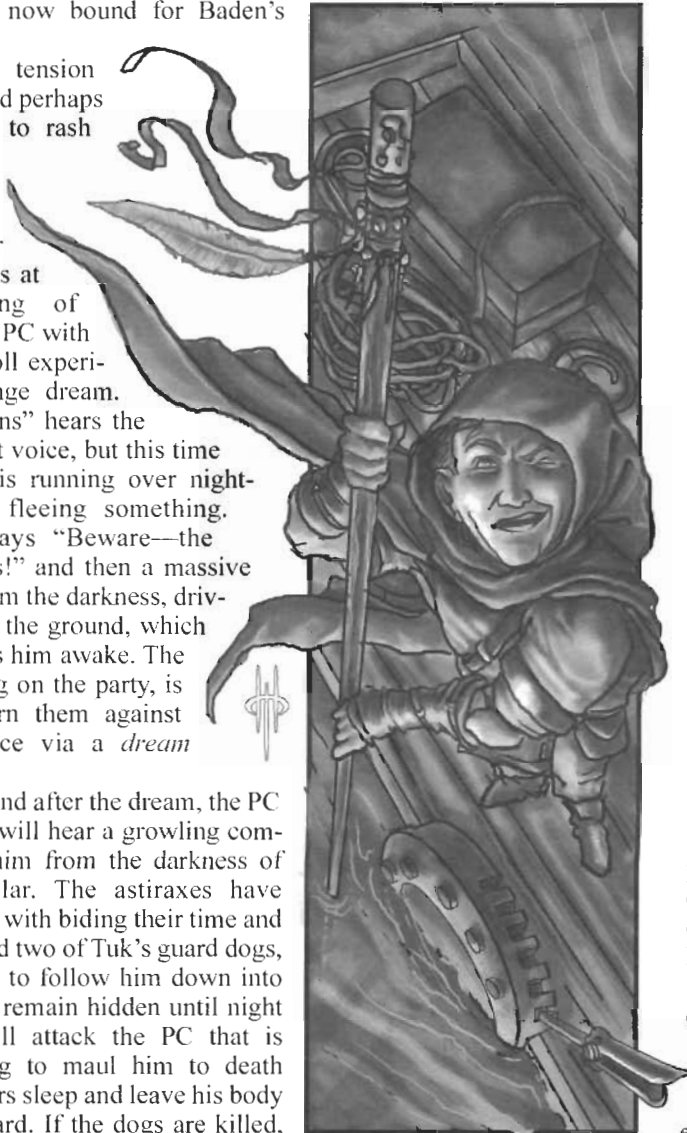 now bound for Baden's
tension
d perhaps
to rash
s at
ng of
PC with
oll experi-
nge dream.
ns” hears the
t voice, but this time
is running over night-
fleeing something.
ays “Beware—the
s!” and then a massive
m the darkness, driv-
the ground, which
s him awake. The
g on the party, is
rn them against
ce via a dream
nd after the dream, the PC
will hear a growling com-
him from the darkness of
lar. The astiraxes have
with biding their time and
d two of Tuk's guard dogs,
to follow him down into
remain hidden until night
ll attack the PC that is
g to maul him to death
rs sleep and leave his body
ard. If the dogs are killed,